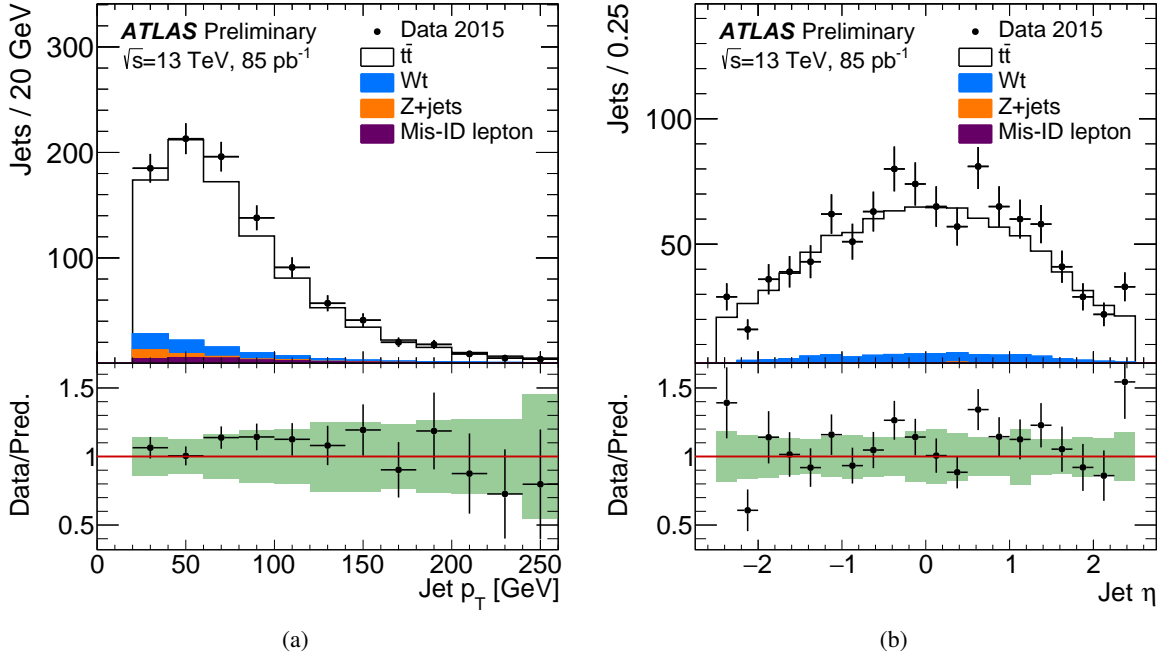 ATLAS Preliminary
√s=13 TeV, 85 pb⁻¹
Data 2015
tt̄
Wt
Z+jets
Mis-ID lepton
Jets / 20 GeV
300
200
100
Data/Pred.
1.5
1
0.5
0 50 100 150 200 250
Jet p_T [GeV]
(a)
ATLAS Preliminary
√s=13 TeV, 85 pb⁻¹
Data 2015
tt̄
Wt
Z+jets
Mis-ID lepton
Jets / 0.25
100
50
Data/Pred.
1.5
1
0.5
−2 −1 0 1 2
Jet η
(b)